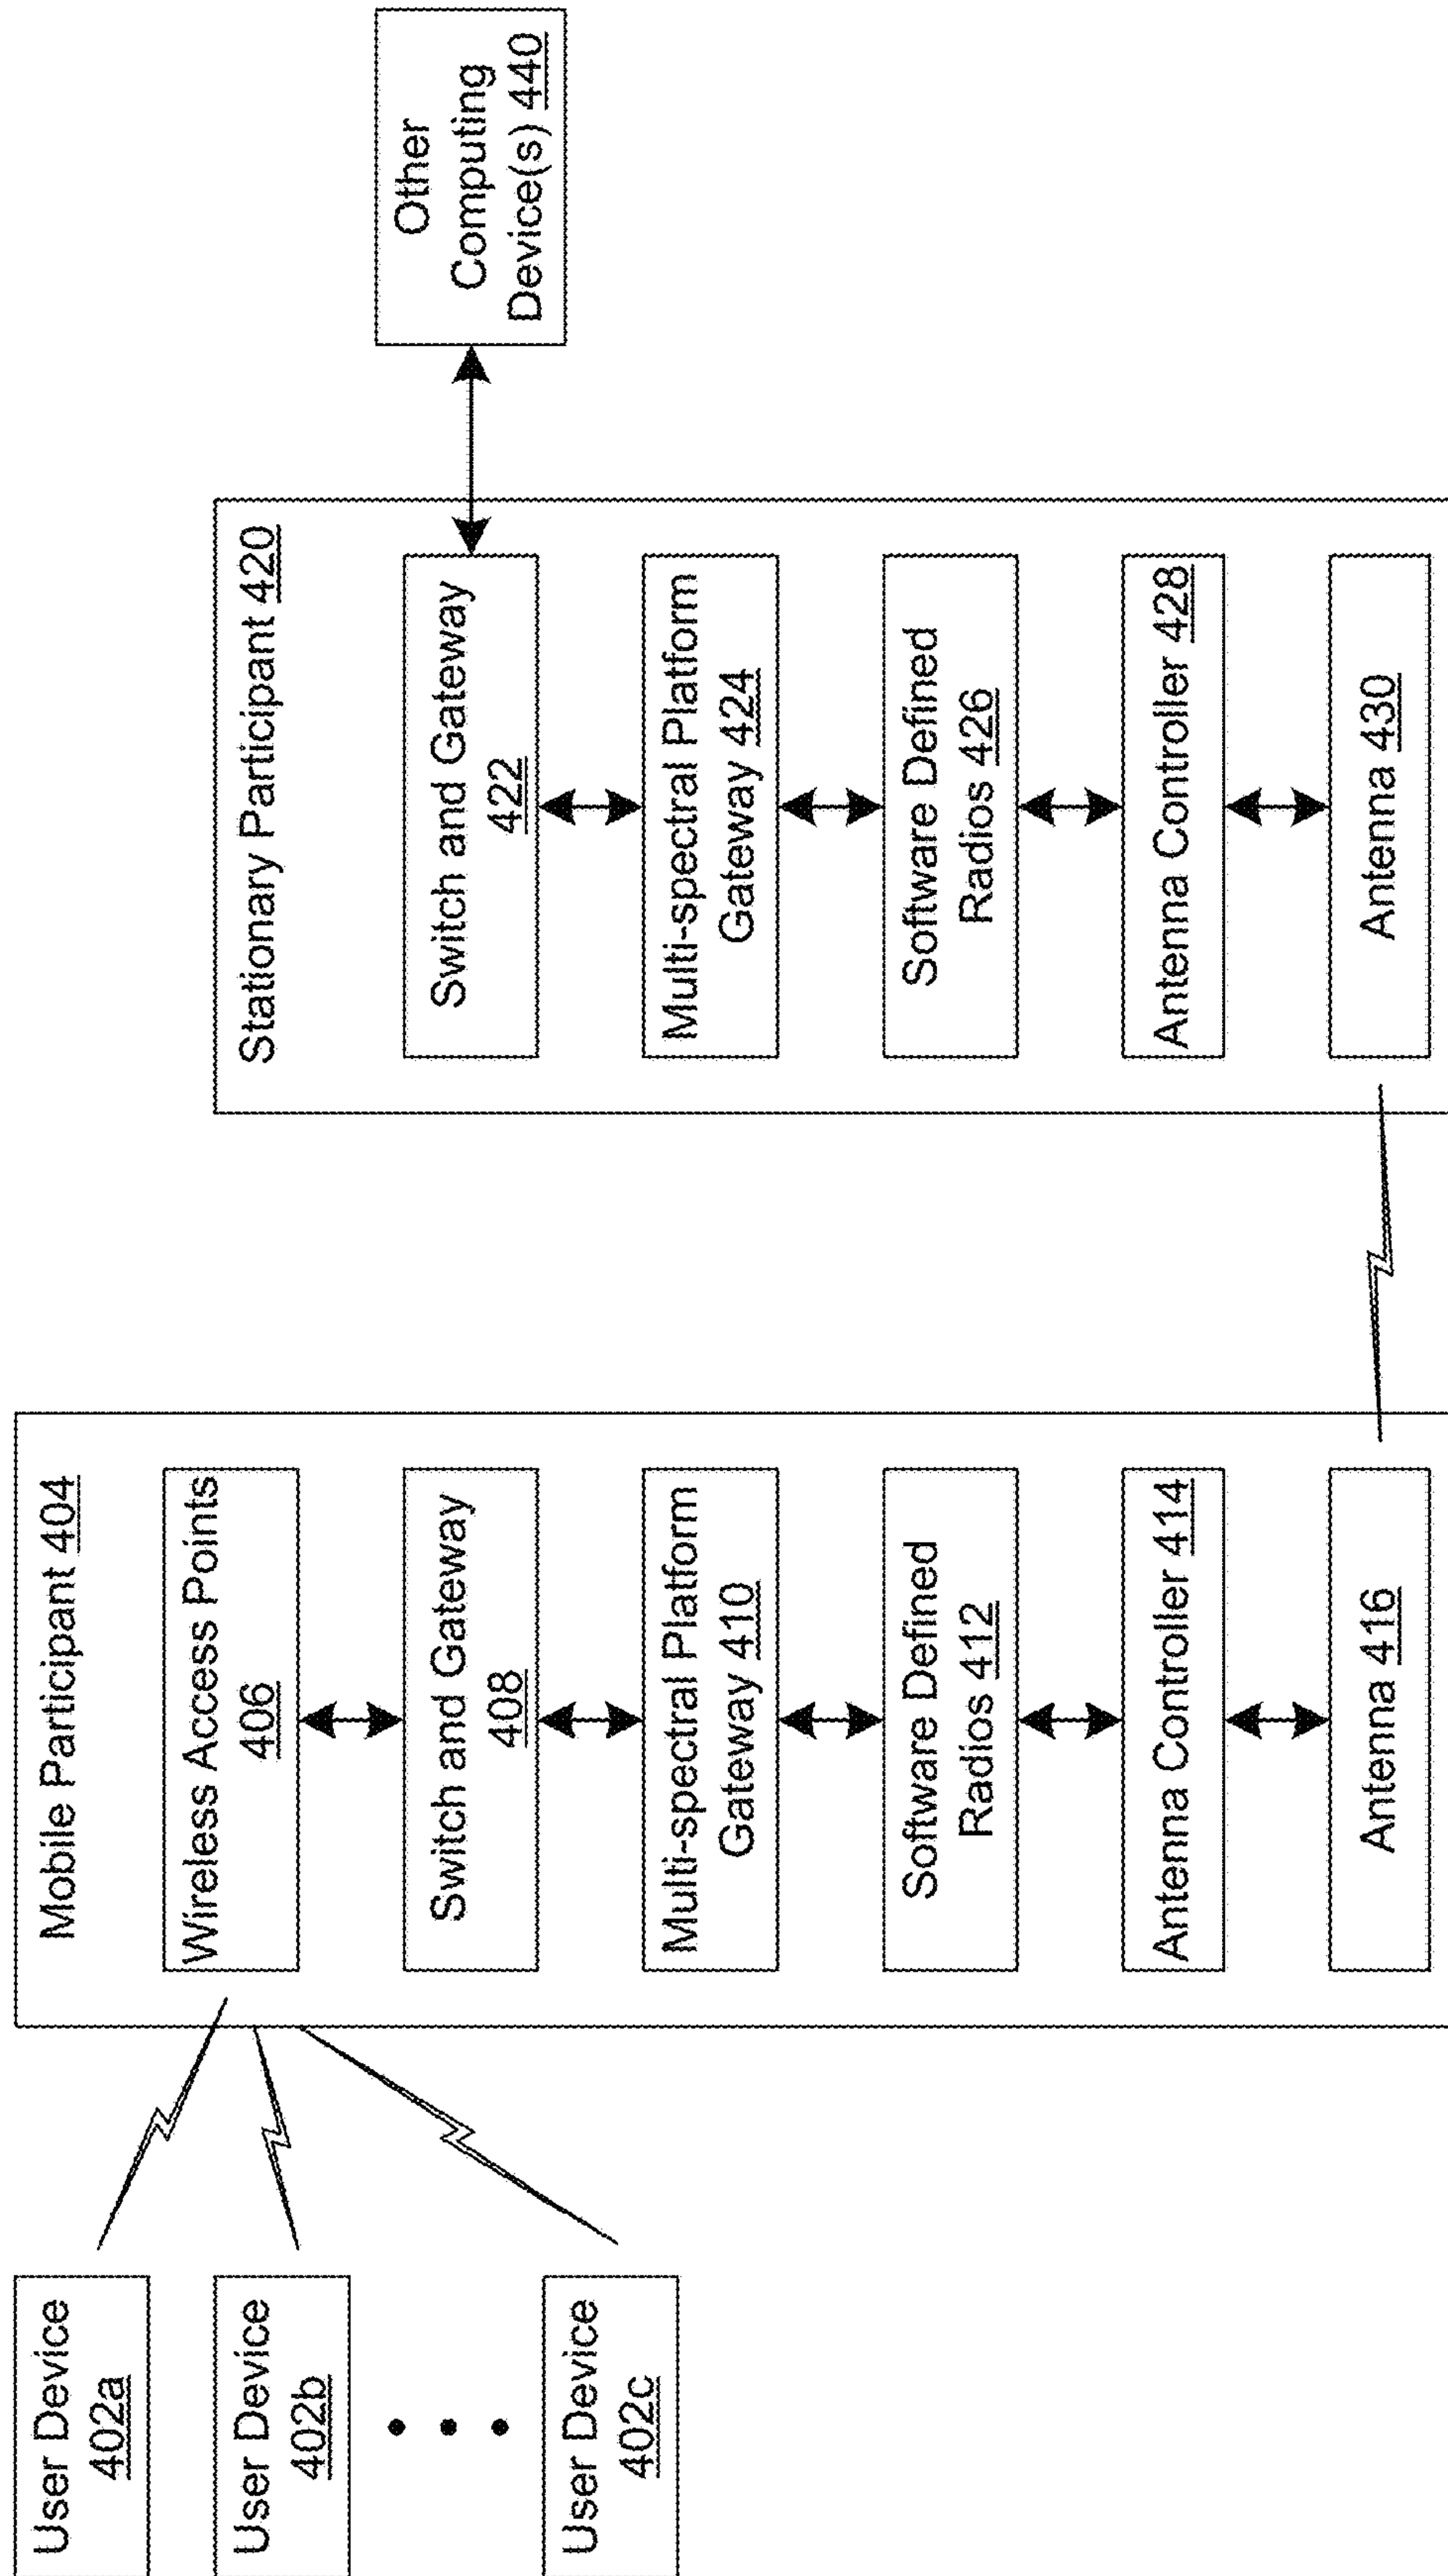 User Device
402a
User Device
402b
User Device
402c
Mobile Participant 404
Wireless Access Points
406
Switch and Gateway
408
Multi-spectral Platform
Gateway 410
Software Defined
Radios 412
Antenna Controller 414
Antenna 416
Stationary Participant 420
Switch and Gateway
422
Multi-spectral Platform
Gateway 424
Software Defined
Radios 426
Antenna Controller 428
Antenna 430
Other
Computing
Device(s) 440